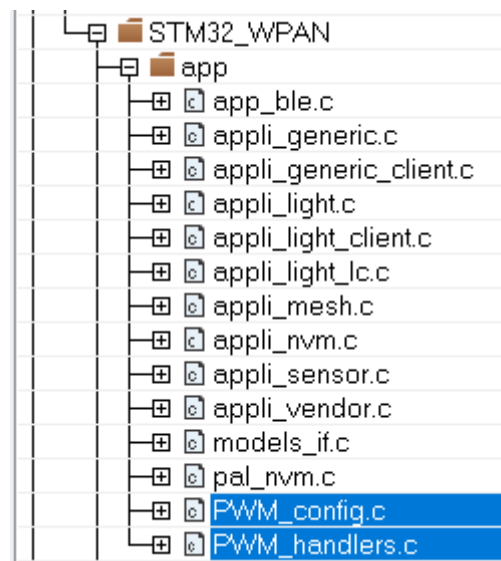 STM32_WPAN
app
app_ble.c
appli_generic.c
appli_generic_client.c
appli_light.c
appli_light_client.c
appli_light_lc.c
appli_mesh.c
appli_nvm.c
appli_sensor.c
appli_vendor.c
models_if.c
pal_nvm.c
PWM_config.c
PWM_handlers.c